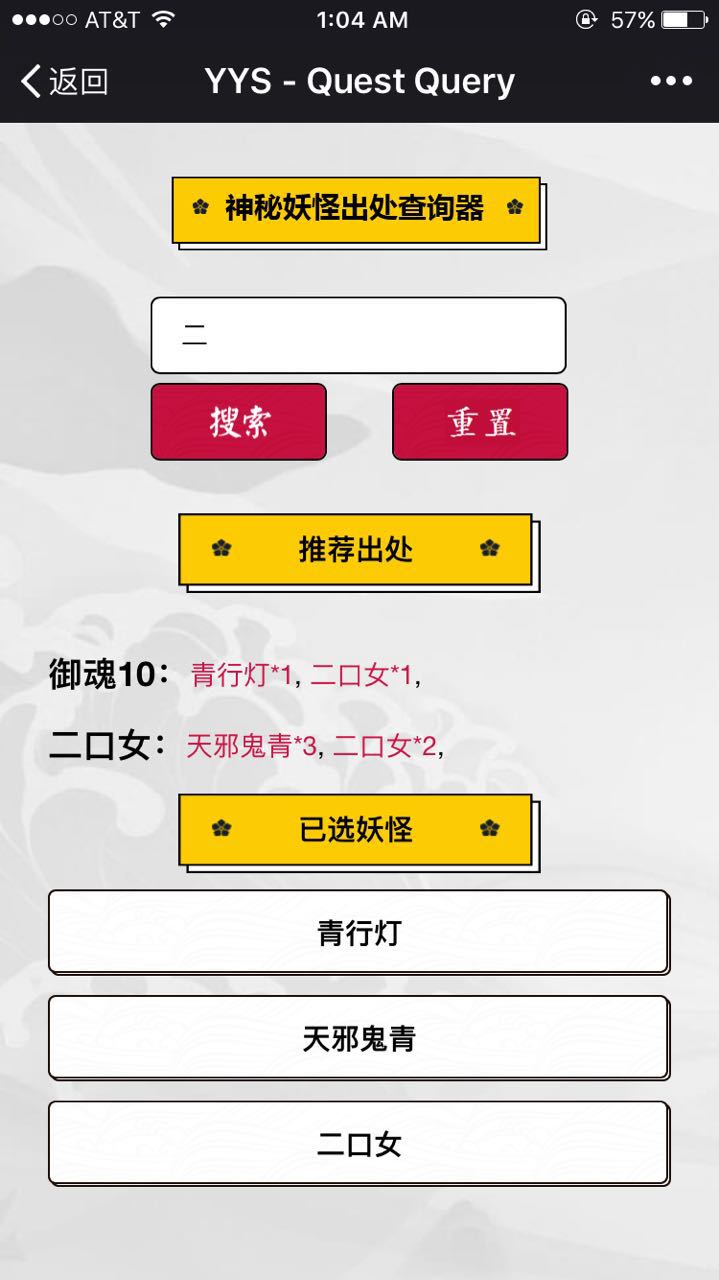 AT&T 1:04 AM 57%
返回 YYS - Quest Query
神秘妖怪出处查询器
二
搜索 重置
推荐出处
御魂10： 青行灯*1, 二口女*1,
二口女： 天邪鬼青*3, 二口女*2,
已选妖怪
青行灯
天邪鬼青
二口女